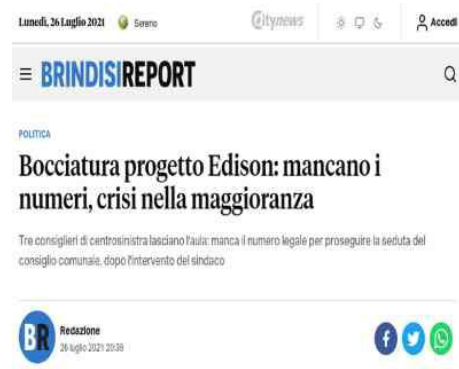 Lunedì, 26 Luglio 2021 Sereno Citynews Accedi
BRINDISIREPORT
POLITICA
Bocciatura progetto Edison: mancano i
numeri, crisi nella maggioranza
Tre consiglieri di centrosinistra lasciano l'aula: manca il numero legale per proseguire la seduta del
consiglio comunale, dopo l'intervento del sindaco
BR Redazione
26 luglio 2021 20:38